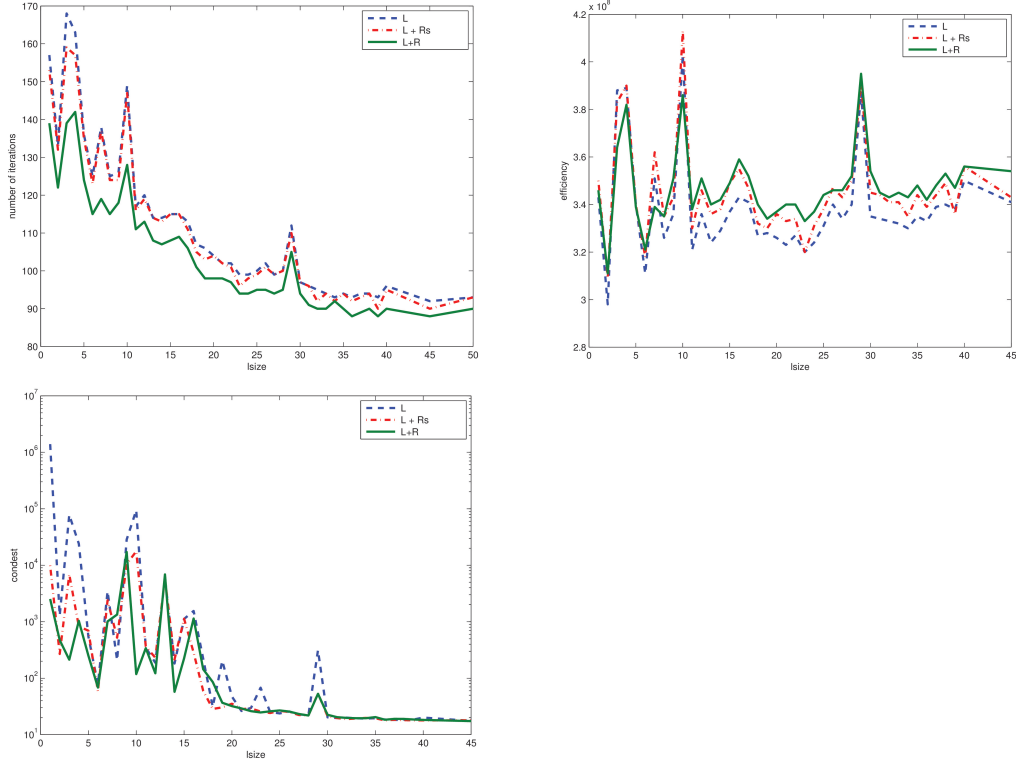 170
160
150
140
130
120
110
100
90
80
number of iterations
0 5 10 15 20 25 30 35 40 45 50
lsize
L
L + Rs
L+R
x 10^8
4.2
4
3.8
3.6
3.4
3.2
3
2.8
efficiency
0 5 10 15 20 25 30 35 40 45
lsize
L
L + Rs
L+R
10^7
10^6
10^5
10^4
10^3
10^2
10^1
condest
0 5 10 15 20 25 30 35 40 45
lsize
L
L + Rs
L+R